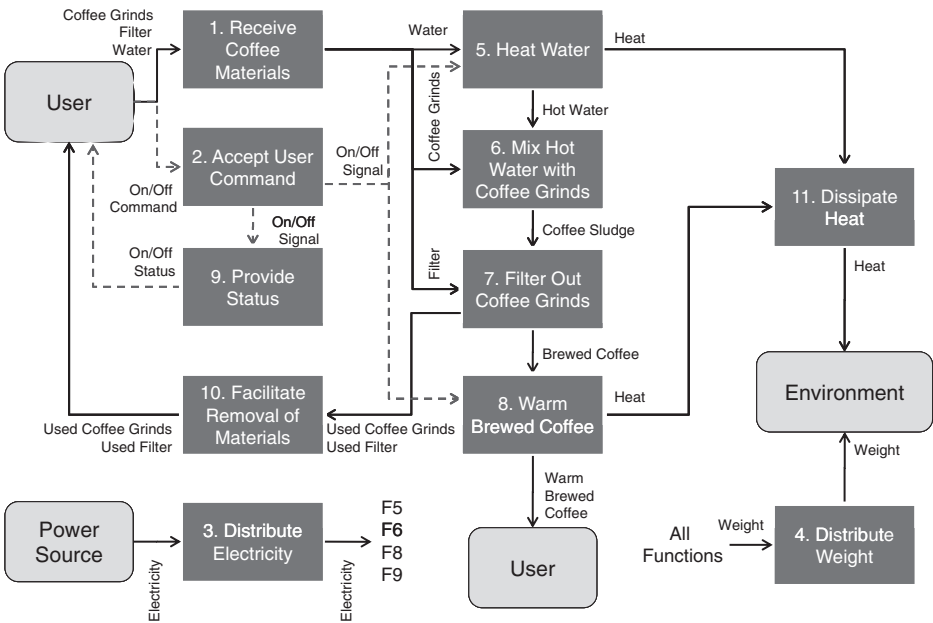 Coffee Grinds
Filter
Water
User
1. Receive
Coffee
Materials
Water
5. Heat Water
Heat
Coffee Grinds
Hot Water
2. Accept User
Command
On/Off
Signal
6. Mix Hot
Water with
Coffee Grinds
On/Off
Command
On/Off
Signal
Coffee Sludge
11. Dissipate
Heat
On/Off
Status
9. Provide
Status
Filter
7. Filter Out
Coffee Grinds
Heat
Brewed Coffee
10. Facilitate
Removal of
Materials
8. Warm
Brewed Coffee
Heat
Environment
Used Coffee Grinds
Used Filter
Used Coffee Grinds
Used Filter
Weight
Warm
Brewed
Coffee
Power
Source
3. Distribute
Electricity
F5
F6
F8
F9
Electricity
Electricity
User
All
Functions
Weight
4. Distribute
Weight